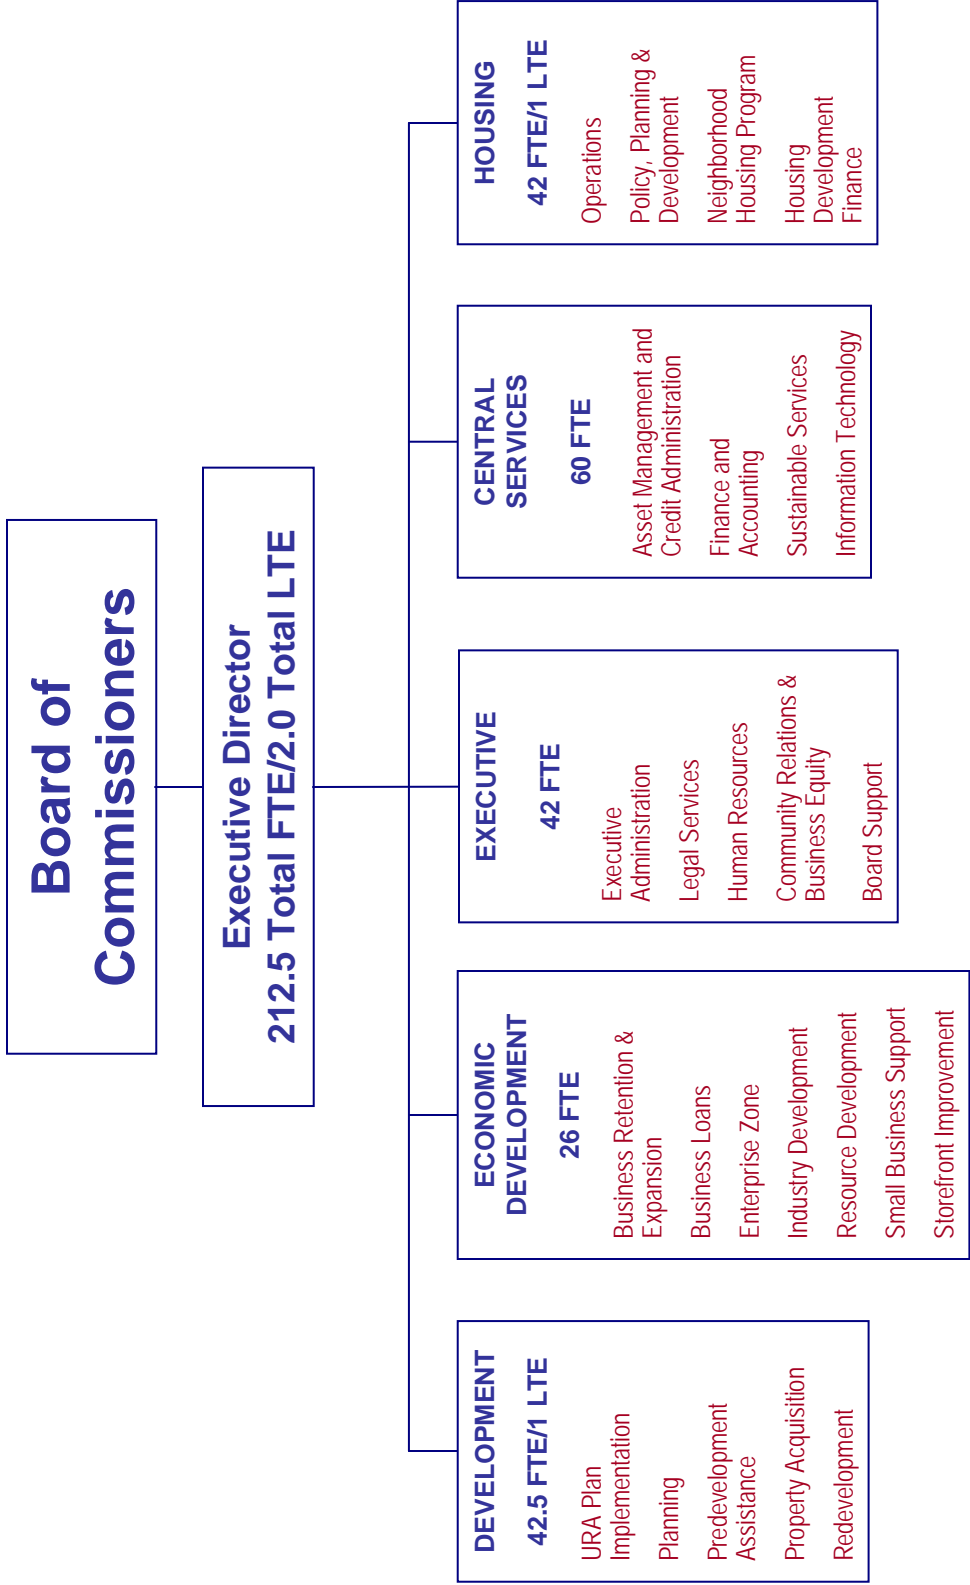 Board of
Commissioners
Executive Director
212.5 Total FTE/2.0 Total LTE
DEVELOPMENT
42.5 FTE/1 LTE
URA Plan
Implementation
Planning
Predevelopment
Assistance
Property Acquisition
Redevelopment
ECONOMIC
DEVELOPMENT
26 FTE
Business Retention &
Expansion
Business Loans
Enterprise Zone
Industry Development
Resource Development
Small Business Support
Storefront Improvement
EXECUTIVE
42 FTE
Executive
Administration
Legal Services
Human Resources
Community Relations &
Business Equity
Board Support
CENTRAL
SERVICES
60 FTE
Asset Management and
Credit Administration
Finance and
Accounting
Sustainable Services
Information Technology
HOUSING
42 FTE/1 LTE
Operations
Policy, Planning &
Development
Neighborhood
Housing Program
Housing
Development
Finance